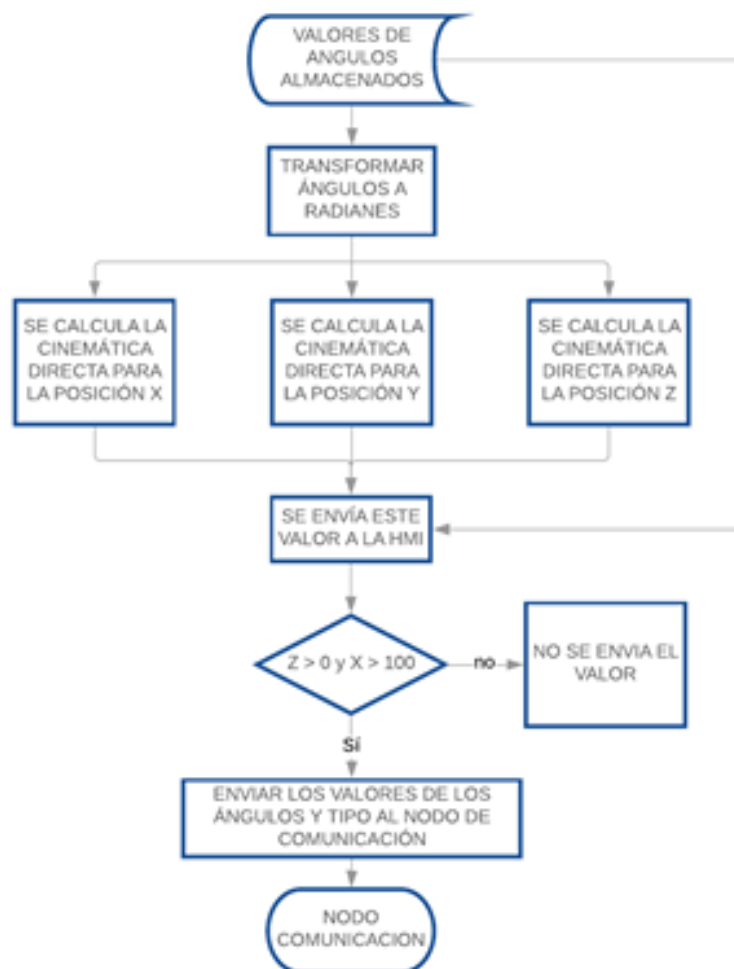 VALORES DE
ANGULOS
ALMACENADOS
TRANSFORMAR
ÁNGULOS A
RADIANES
SE CALCULA LA
CINEMÁTICA
DIRECTA PARA
LA POSICIÓN X
SE CALCULA LA
CINEMÁTICA
DIRECTA PARA
LA POSICIÓN Y
SE CALCULA LA
CINEMÁTICA
DIRECTA PARA
LA POSICIÓN Z
SE ENVÍA ESTE
VALOR A LA HMI
Z > 0 y X > 100
no
NO SE ENVIA EL
VALOR
Sí
ENVIAR LOS VALORES DE LOS
ÁNGULOS Y TIPO AL NODO DE
COMUNICACIÓN
NODO
COMUNICACION